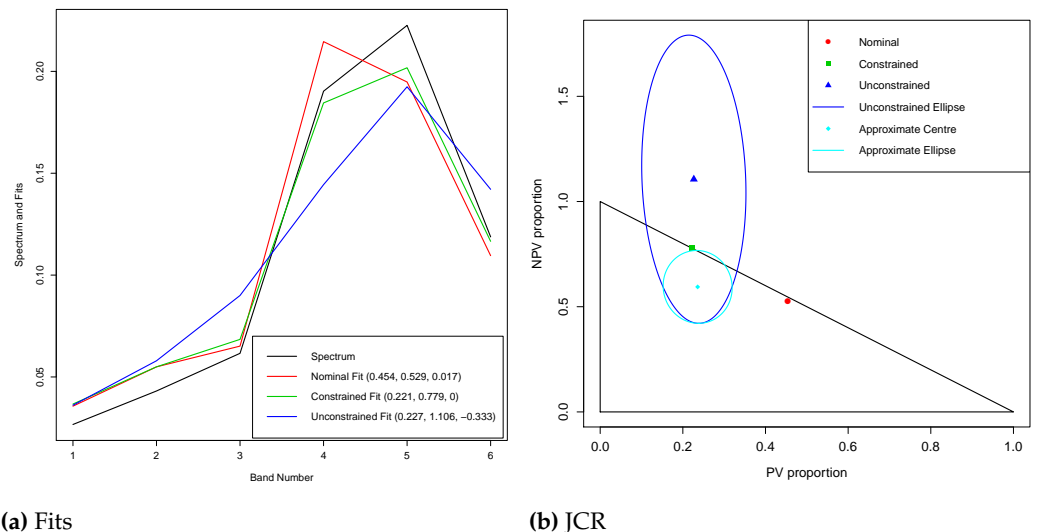 Spectrum and Fits
0.20
0.15
0.10
0.05
Spectrum
Nominal Fit (0.454, 0.529, 0.017)
Constrained Fit (0.221, 0.779, 0)
Unconstrained Fit (0.227, 1.106, −0.333)
1 2 3 4 5 6
Band Number
(a) Fits
NPV proportion
1.5
1.0
0.5
0.0
Nominal
Constrained
Unconstrained
Unconstrained Ellipse
Approximate Centre
Approximate Ellipse
0.0 0.2 0.4 0.6 0.8 1.0
PV proportion
(b) JCR